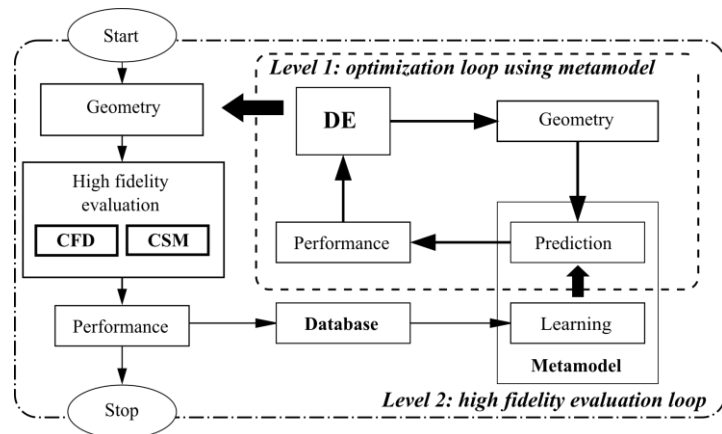 Start
Level 1: optimization loop using metamodel
Geometry
DE
Geometry
High fidelity
evaluation
CFD
CSM
Performance
Prediction
Performance
Database
Learning
Metamodel
Stop
Level 2: high fidelity evaluation loop